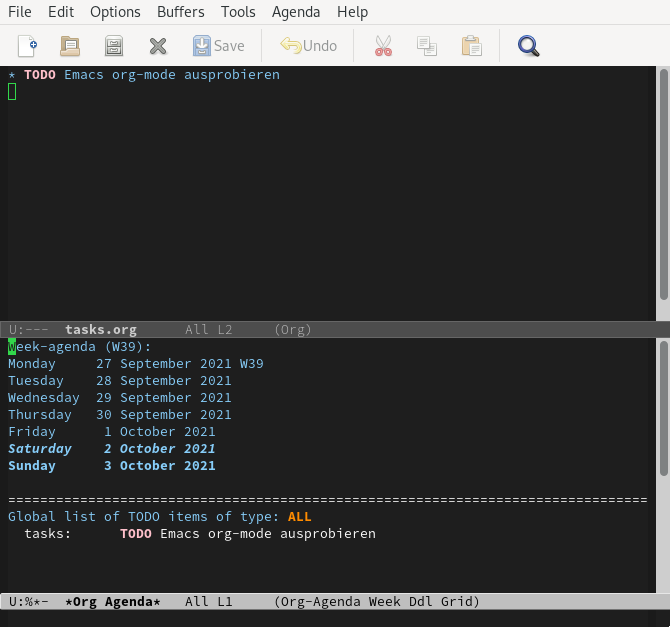 File Edit Options Buffers Tools Agenda Help
Save Undo
* TODO Emacs org-mode ausprobieren
U:--- tasks.org All L2 (Org)
Week-agenda (W39):
Monday 27 September 2021 W39
Tuesday 28 September 2021
Wednesday 29 September 2021
Thursday 30 September 2021
Friday 1 October 2021
Saturday 2 October 2021
Sunday 3 October 2021
================================================================================
Global list of TODO items of type: ALL
tasks: TODO Emacs org-mode ausprobieren
U:%*- *Org Agenda* All L1 (Org-Agenda Week Ddl Grid)